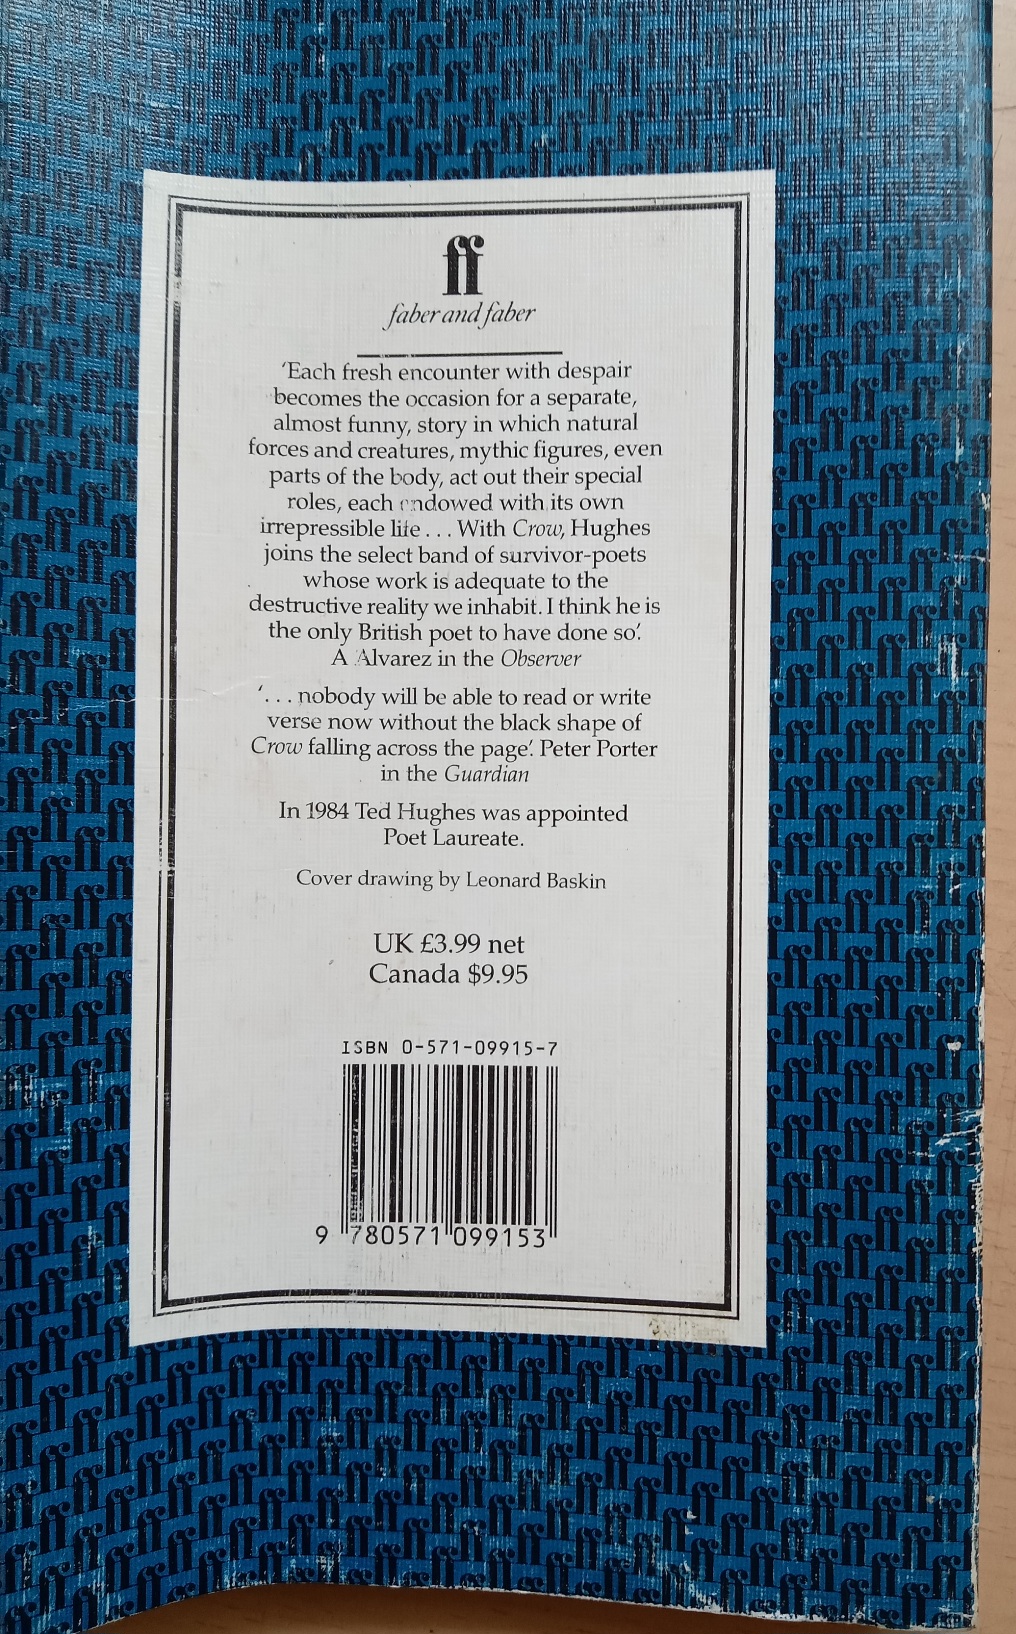 ff
faber and faber
‘Each fresh encounter with despair
becomes the occasion for a separate,
almost funny, story in which natural
forces and creatures, mythic figures, even
parts of the body, act out their special
roles, each endowed with its own
irrepressible life . . . With Crow, Hughes
joins the select band of survivor-poets
whose work is adequate to the
destructive reality we inhabit. I think he is
the only British poet to have done so’.
A Alvarez in the Observer
‘. . . nobody will be able to read or write
verse now without the black shape of
Crow falling across the page’. Peter Porter
in the Guardian
In 1984 Ted Hughes was appointed
Poet Laureate.
Cover drawing by Leonard Baskin
UK £3.99 net
Canada $9.95
ISBN 0-571-09915-7
9 780571 099153